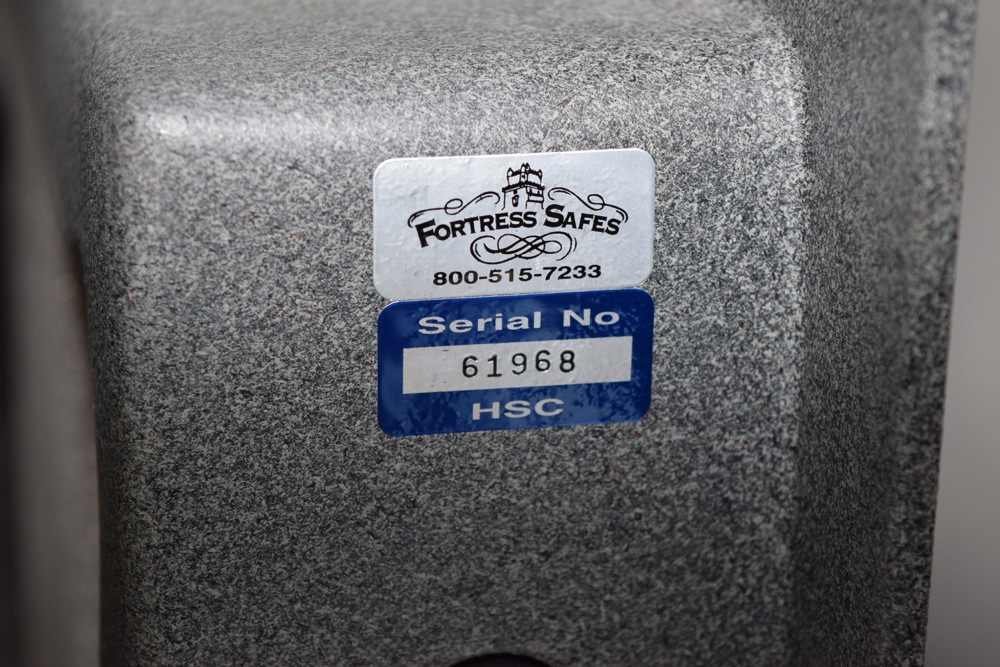 FORTRESS SAFES
800-515-7233
Serial No
61968
HSC